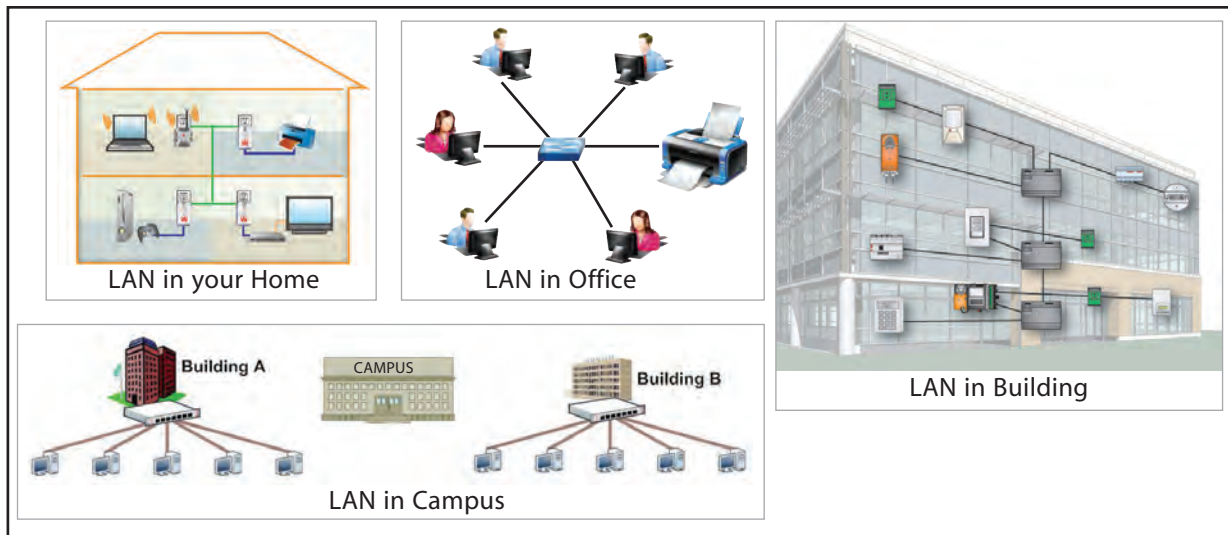 LAN in your Home
LAN in Office
LAN in Building
Building A
CAMPUS
Building B
LAN in Campus